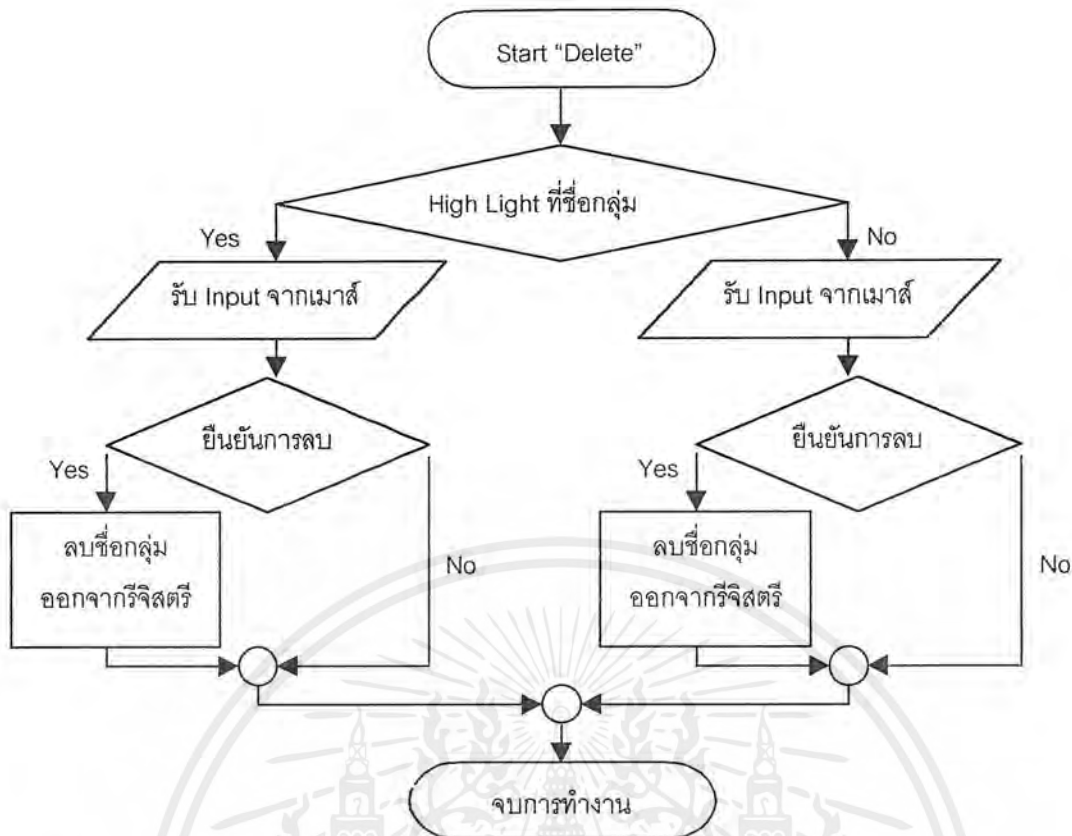 Start “Delete”
High Light ที่ชื่อกลุ่ม
Yes
No
รับ Input จากเมาส์
รับ Input จากเมาส์
ยืนยันการลบ
ยืนยันการลบ
Yes
Yes
ลบชื่อกลุ่ม
ออกจากรีจิสตรี
No
ลบชื่อกลุ่ม
ออกจากรีจิสตรี
No
จบการทำงาน